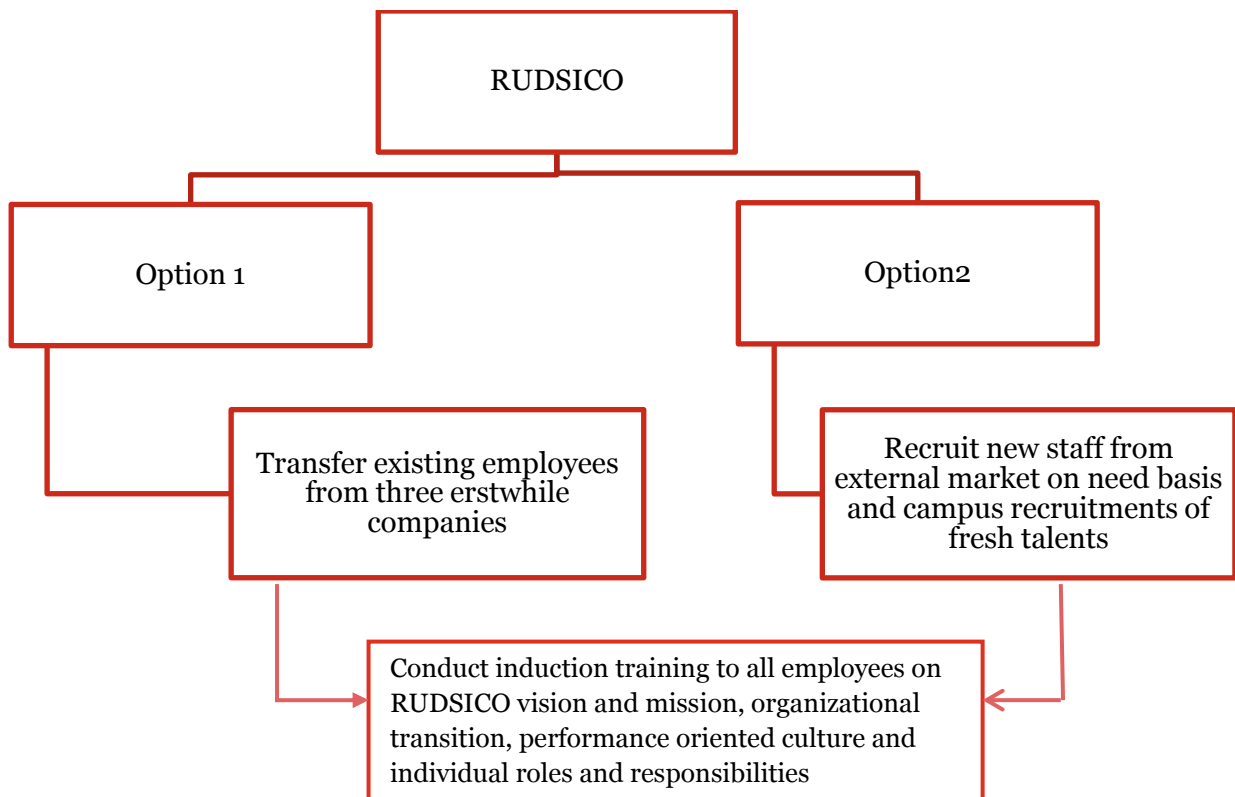 RUDSICO
Option 1
Option2
Transfer existing employees
from three erstwhile
companies
Recruit new staff from
external market on need basis
and campus recruitments of
fresh talents
Conduct induction training to all employees on
RUDSICO vision and mission, organizational
transition, performance oriented culture and
individual roles and responsibilities